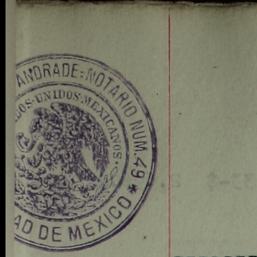 ANDRADE=NOTARIO NUM.49 *
DOS·UNIDOS·MEXICANOS·
AD DE MEXICO